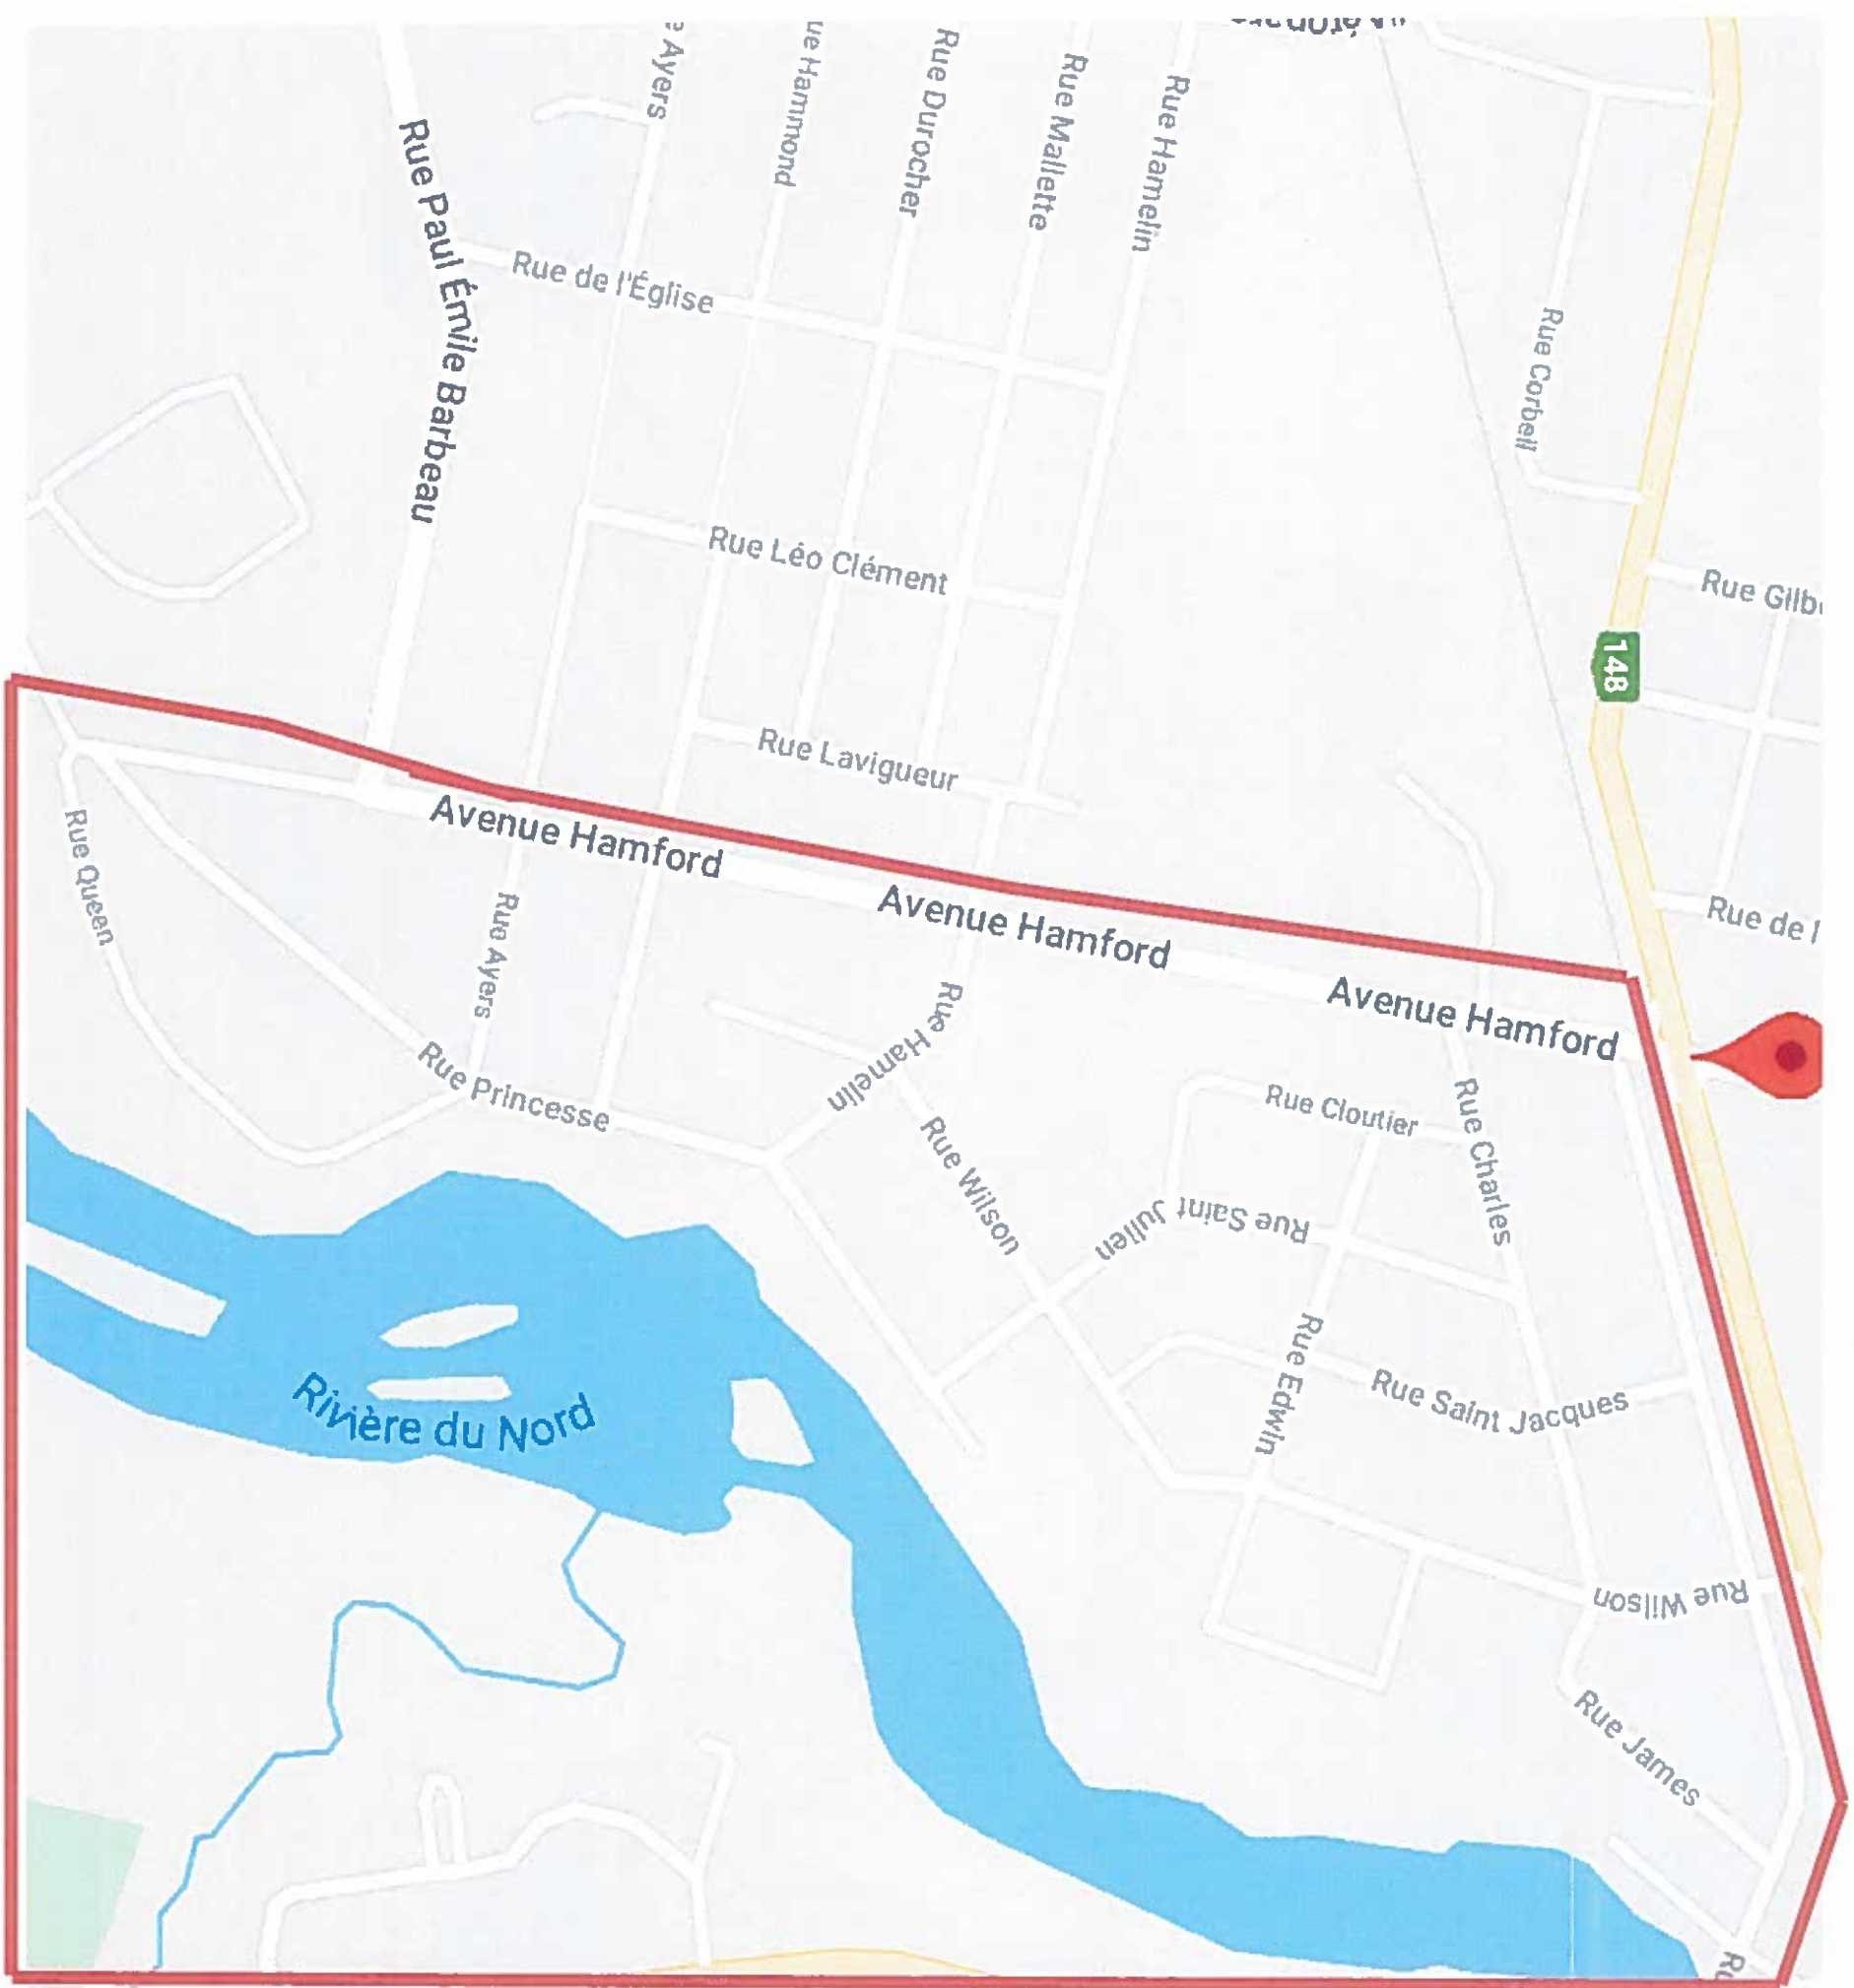 Ayers
Hammond
Rue Durocher
Rue Mallette
Rue Hamelin
Rue Paul Émile Barbeau
Rue de l'Église
Rue Corbeil
Rue Léo Clément
148
Rue Lavigueur
Avenue Hamford
Rue Queen
Rue Ayers
Avenue Hamford
Rue de l
Avenue Hamford
Rue Hamelin
Rue Princesse
Rue Cloutier
Rue Charles
Rue Wilson
Rue Saint Julien
Rue Edwin
Rue Saint Jacques
Rivière du Nord
Rue Wilson
Rue James